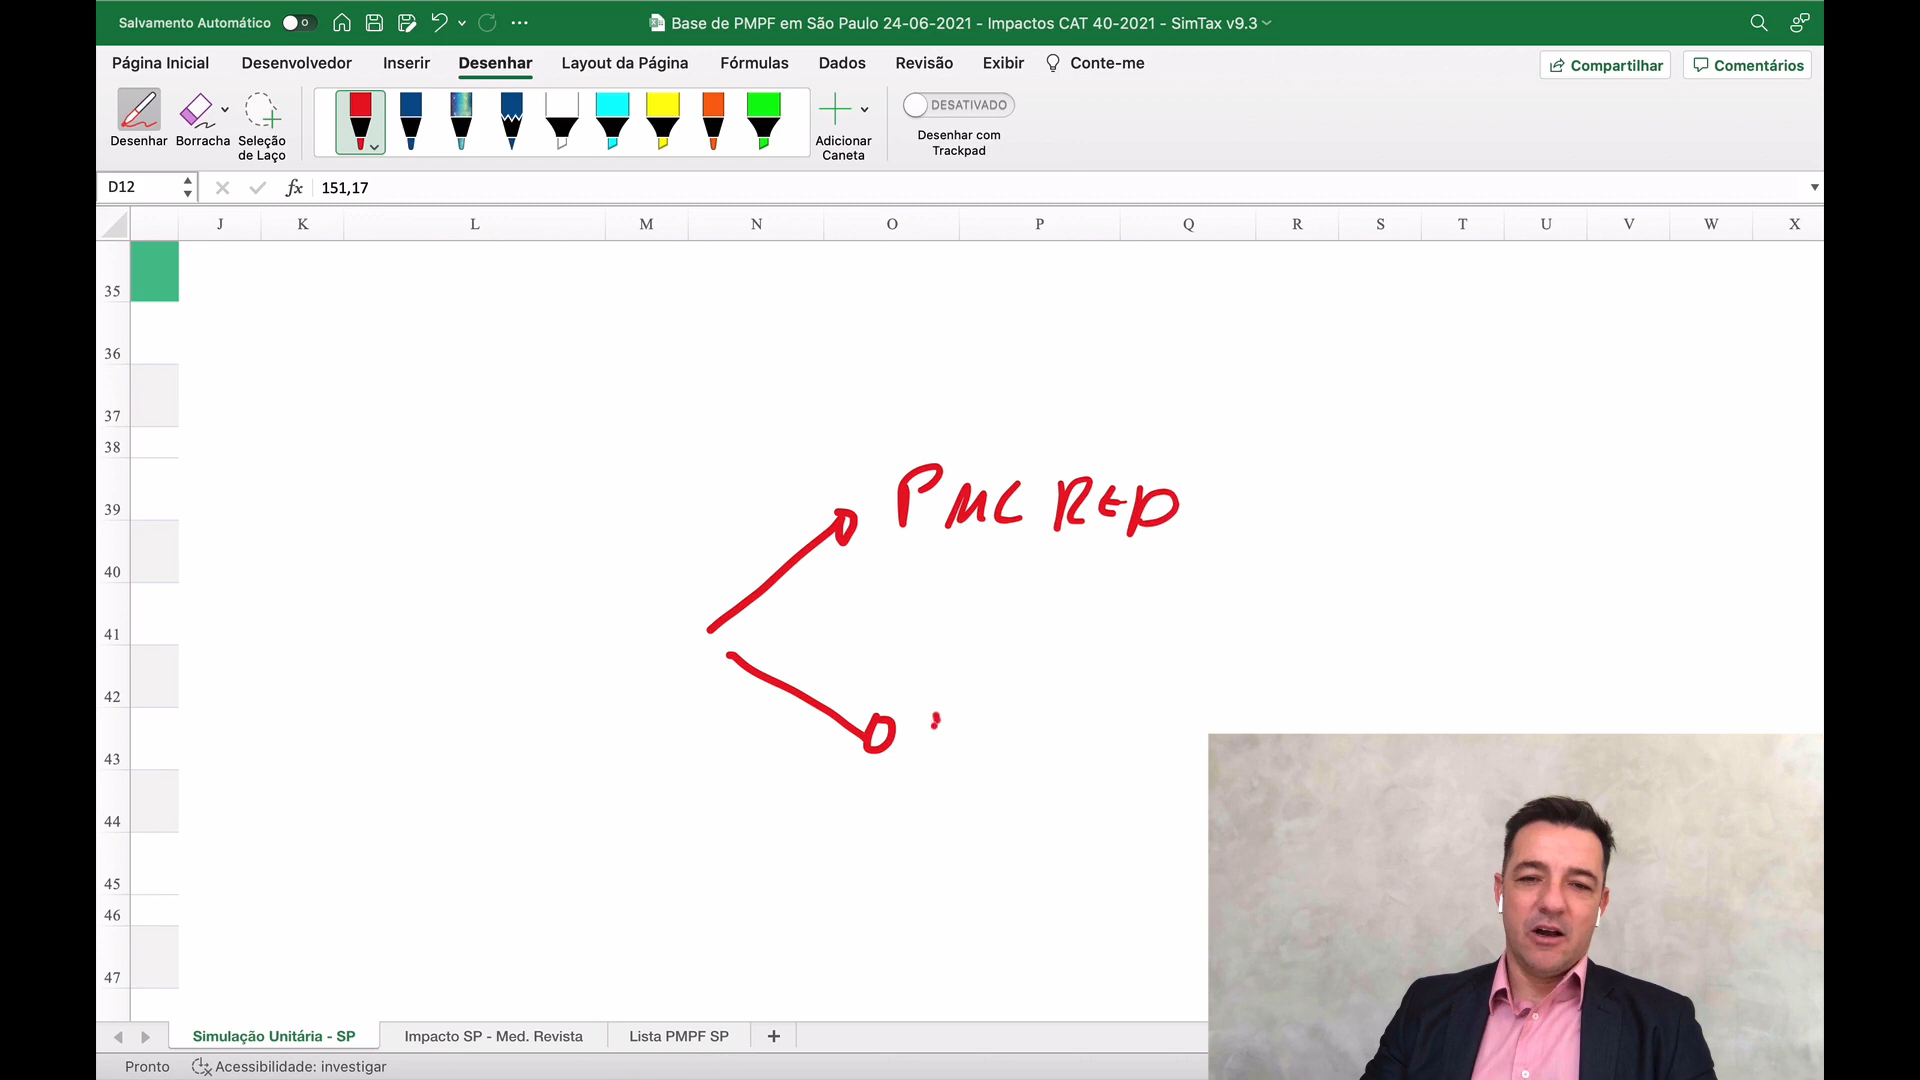 Salvamento Automático
Base de PMPF em São Paulo 24-06-2021 - Impactos CAT 40-2021 - SimTax v9.3
Página Inicial Desenvolvedor Inserir Desenhar Layout da Página Fórmulas Dados Revisão Exibir Conte-me Compartilhar Comentários
Desenhar Borracha Seleção de Laço Adicionar Caneta DESATIVADO Desenhar com Trackpad
D12 fx 151,17
J K L M N O P Q R S T U V W X
35
36
37
38
39
PMC RED
40
41
42
43
44
45
46
47
Simulação Unitária - SP Impacto SP - Med. Revista Lista PMPF SP +
Pronto Acessibilidade: investigar